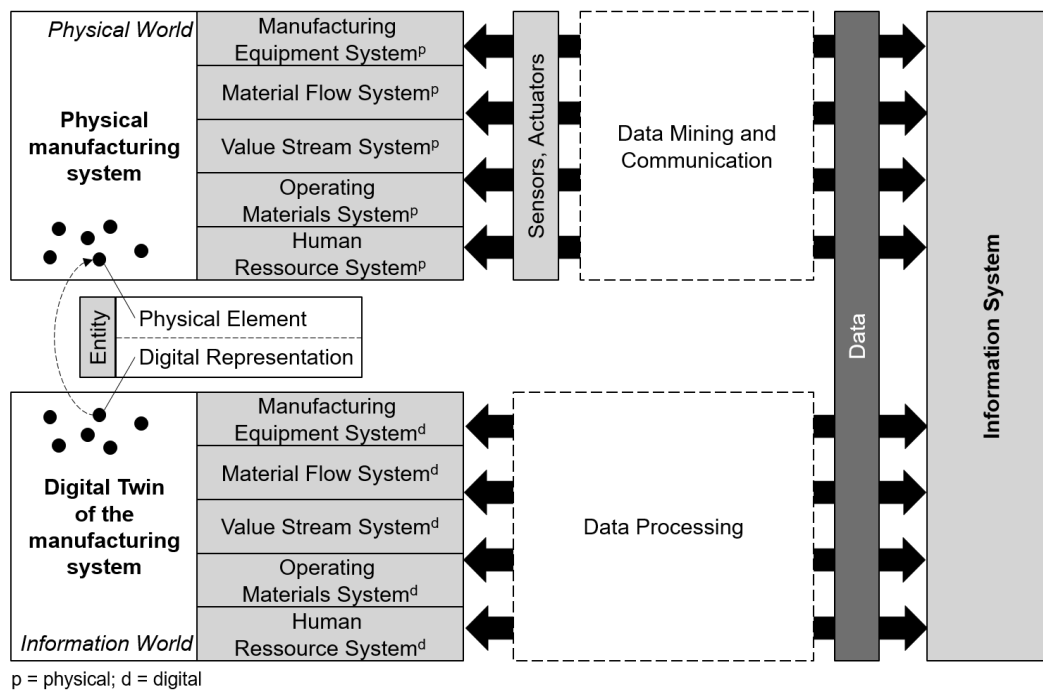 Physical World
Physical
manufacturing
system
Manufacturing
Equipment Systemᵖ
Material Flow Systemᵖ
Value Stream Systemᵖ
Operating
Materials Systemᵖ
Human
Ressource Systemᵖ
Sensors, Actuators
Data Mining and
Communication
Data
Information System
Entity
Physical Element
Digital Representation
Digital Twin
of the
manufacturing
system
Information World
Manufacturing
Equipment Systemᵈ
Material Flow Systemᵈ
Value Stream Systemᵈ
Operating
Materials Systemᵈ
Human
Ressource Systemᵈ
Data Processing
p = physical; d = digital